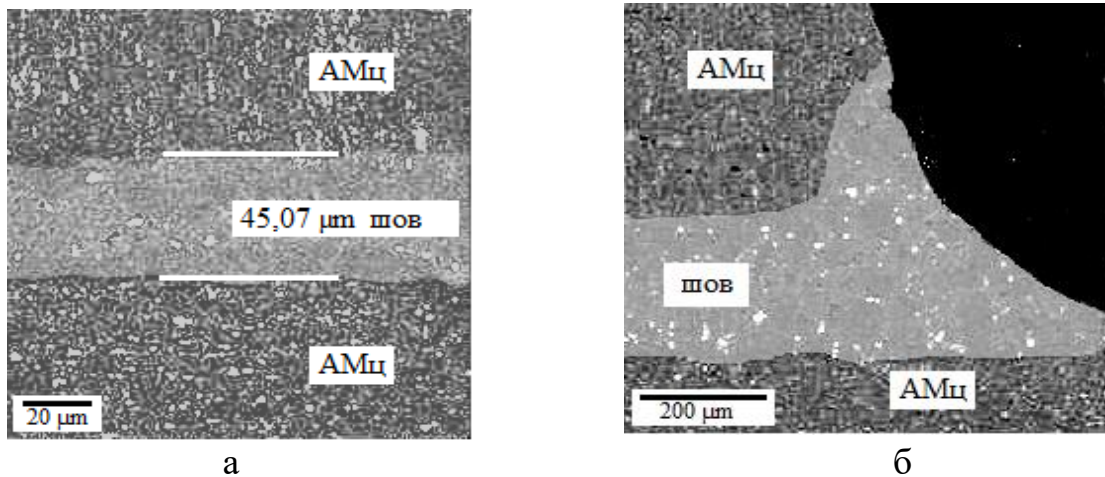 АМц
45,07 μm шов
АМц
20 μm
а
АМц
шов
АМц
200 μm
б